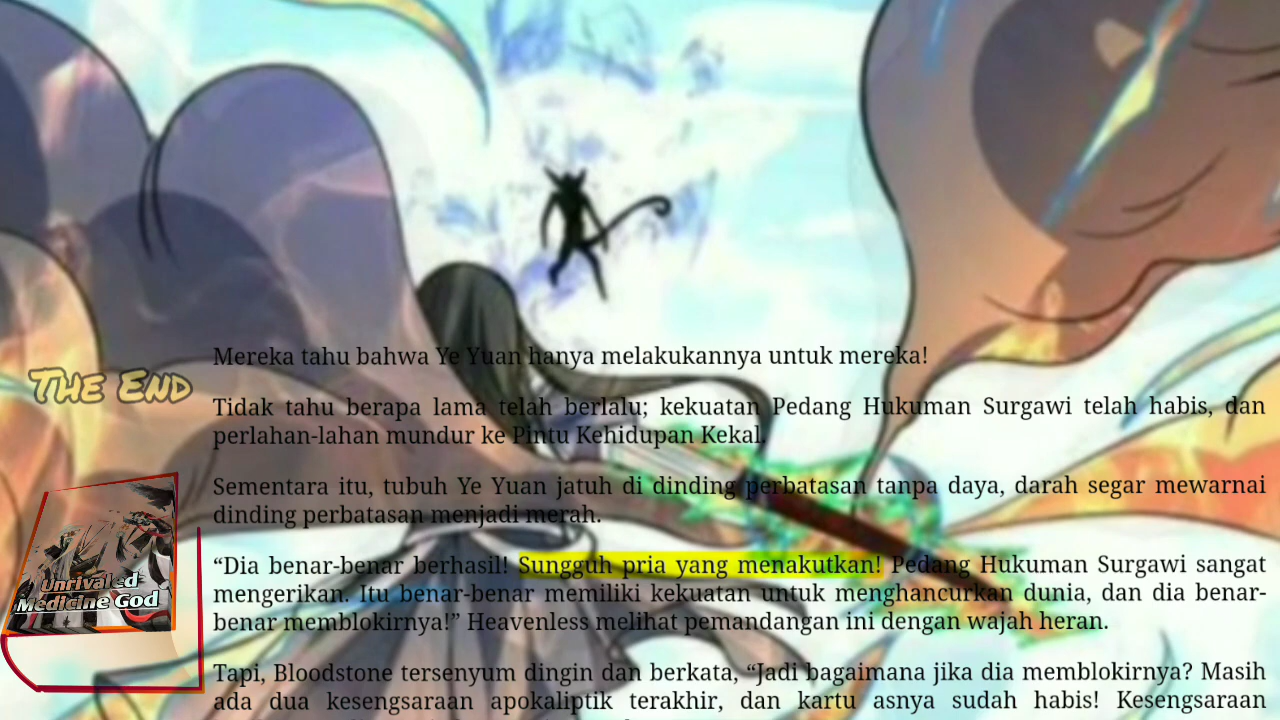 Mereka tahu bahwa Ye Yuan hanya melakukannya untuk mereka!
THE END
Tidak tahu berapa lama telah berlalu; kekuatan Pedang Hukuman Surgawi telah habis, dan
perlahan-lahan mundur ke Pintu Kehidupan Kekal.
Sementara itu, tubuh Ye Yuan jatuh di dinding perbatasan tanpa daya, darah segar mewarnai
dinding perbatasan menjadi merah.
“Dia benar-benar berhasil! Sungguh pria yang menakutkan! Pedang Hukuman Surgawi sangat
mengerikan. Itu benar-benar memiliki kekuatan untuk menghancurkan dunia, dan dia benar-
benar memblokirnya!” Heavenless melihat pemandangan ini dengan wajah heran.
Unrivaled
Medicine God
Tapi, Bloodstone tersenyum dingin dan berkata, “Jadi bagaimana jika dia memblokirnya? Masih
ada dua kesengsaraan apokaliptik terakhir, dan kartu asnya sudah habis! Kesengsaraan